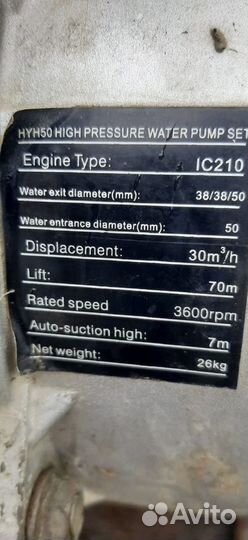 HYH50 HIGH PRESSURE WATER PUMP SET
Engine Type: IC210
Water exit diameter(mm): 38/38/50
Water entrance diameter(mm): 50
Displacement: 30m³/h
Lift: 70m
Rated speed 3600rpm
Auto-suction high: 7m
Net weight: 26kg
Avito